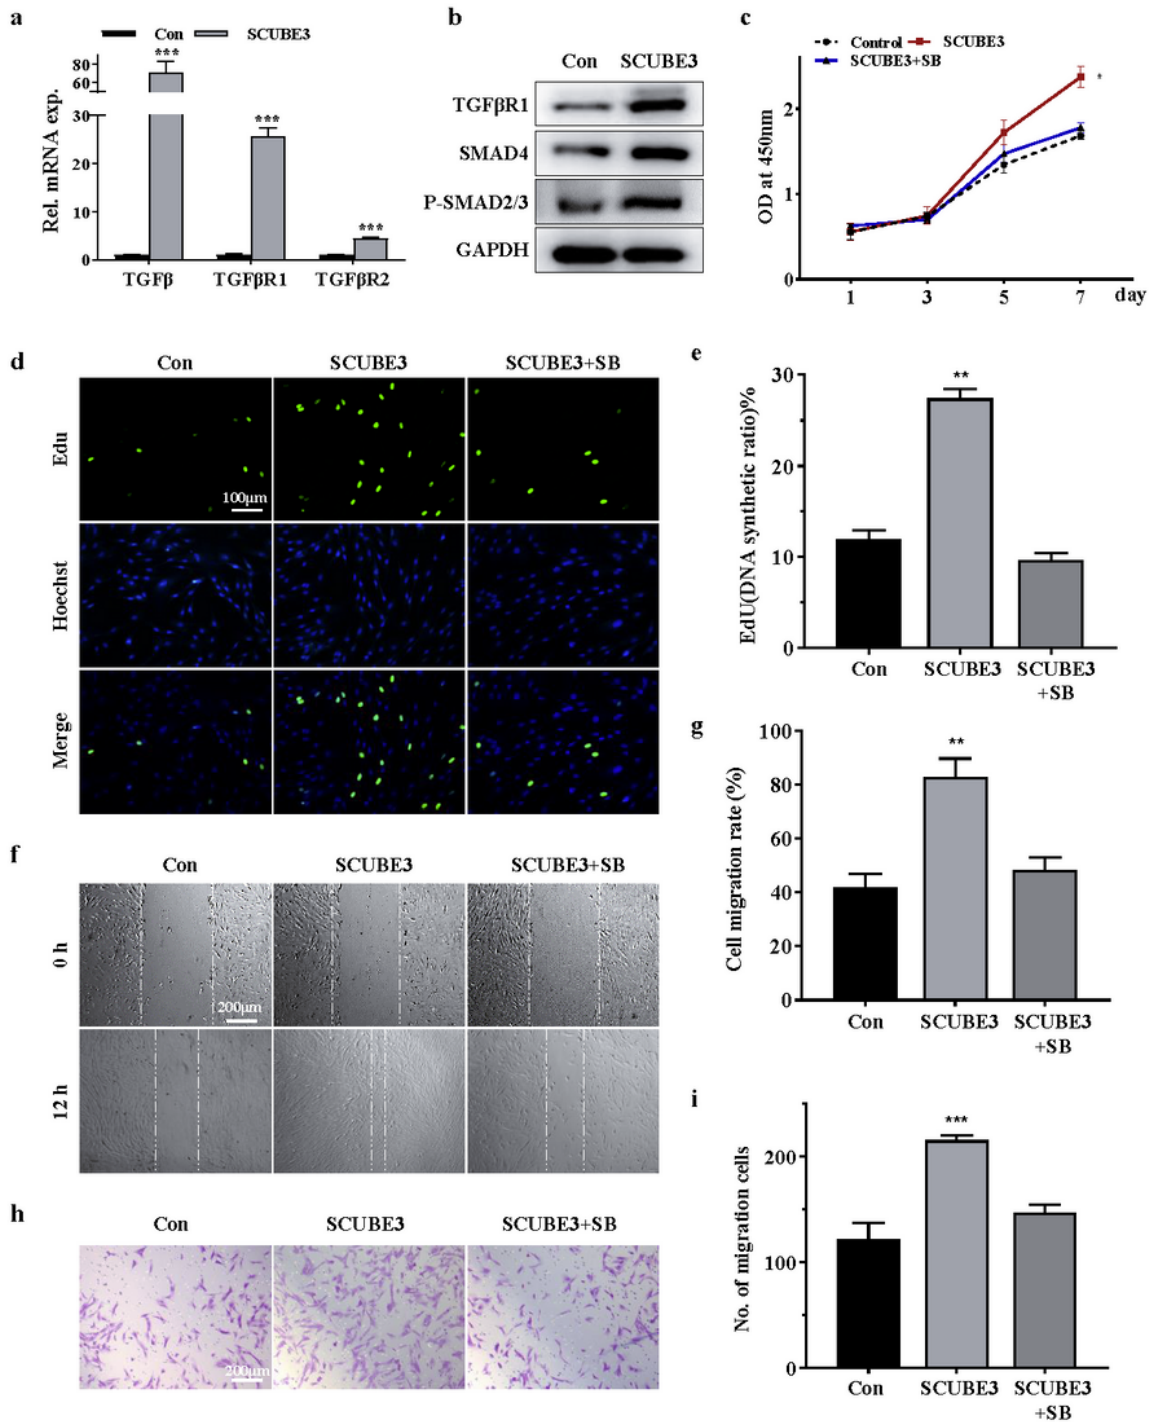 a
Con SCUBE3
Rel. mRNA exp.
80
60
30
20
10
0
***
***
***
TGFβ TGFβR1 TGFβR2
b
Con SCUBE3
TGFβR1
SMAD4
P-SMAD2/3
GAPDH
c
Control SCUBE3
SCUBE3+SB
OD at 450nm
2
1
0
*
1 3 5 7 day
d
Con SCUBE3 SCUBE3+SB
Edu
100μm
Hoechst
Merge
e
EdU(DNA synthetic ratio)%
30
20
10
0
**
Con SCUBE3 SCUBE3
+SB
f
Con SCUBE3 SCUBE3+SB
0 h
200μm
12 h
g
Cell migration rate (%)
100
80
60
40
20
0
**
Con SCUBE3 SCUBE3
+SB
h
Con SCUBE3 SCUBE3+SB
200μm
i
No. of migration cells
200
100
0
***
Con SCUBE3 SCUBE3
+SB